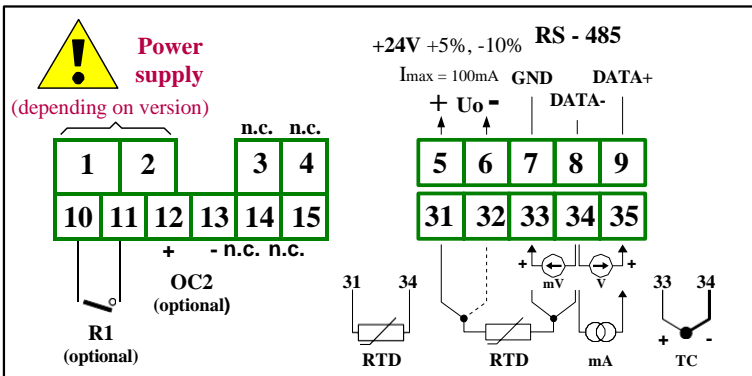 Power
supply
(depending on version)
+24V +5%, -10% RS - 485
Imax = 100mA GND DATA+
+ Uo - DATA-
n.c. n.c.
1 2 3 4
5 6 7 8 9
10 11 12 13 14 15
31 32 33 34 35
+ - n.c. n.c.
OC2
(optional)
R1
(optional)
+ mV V +
31 34
RTD
RTD
mA
33 34
+ -
TC